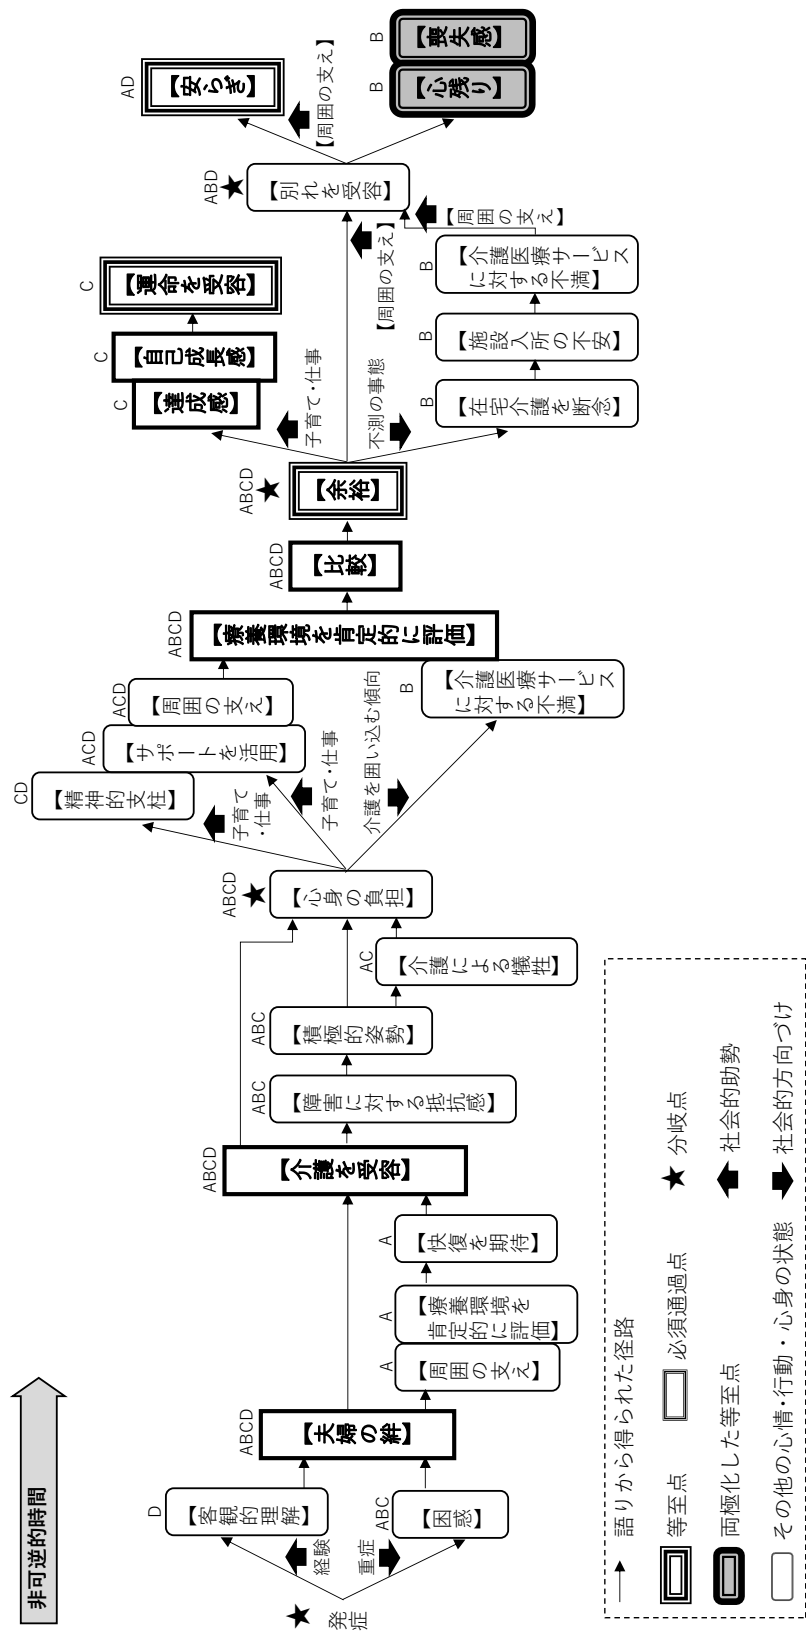 非可逆的時間
発症
経験
重症
D
【客観的理解】
ABC
【困惑】
ABCD
【夫婦の絆】
A
【周囲の支え】
A
【療養環境を
肯定的に評価】
A
【快復を期待】
ABCD
【介護を受容】
ABC
【障害に対する抵抗感】
ABC
【積極的姿勢】
AC
【介護による犠牲】
ABCD
【心身の負担】
子育て
・仕事
子育て・仕事
介護を囲い込む傾向
CD
【精神的支柱】
ACD
【サポートを活用】
ACD
【周囲の支え】
B
【介護医療サービス
に対する不満】
ABCD
【療養環境を肯定的に評価】
ABCD
【比較】
ABCD
【余裕】
子育て・仕事
不測の事態
C
【達成感】
C
【自己成長感】
C
【運命を受容】
B
【在宅介護を断念】
B
【施設入所の不安】
B
【介護医療サービス
に対する不満】
【周囲の支え】
【周囲の支え】
ABD
【別れを受容】
【周囲の支え】
AD
【安らぎ】
B
【心残り】
B
【喪失感】
語りから得られた径路
等至点
必須通過点
分岐点
両極化した等至点
社会的助勢
その他の心情・行動・心身の状態
社会的方向づけ